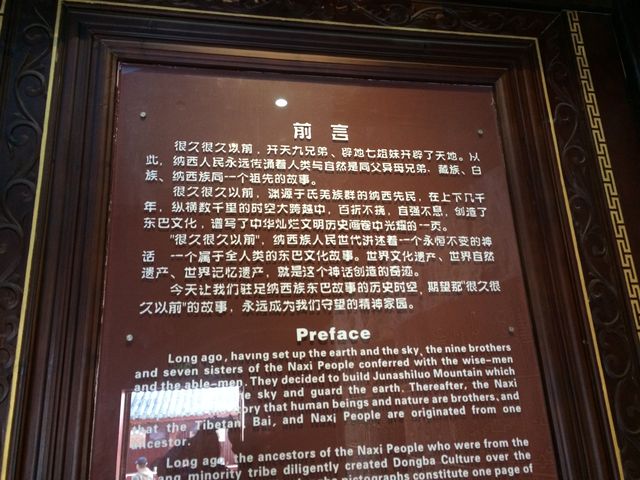 前言
很久很久以前，开天九兄弟、辟地七姐妹开辟了天地。从
此，纳西人民永远传诵着人类与自然是同父异母兄弟，藏族、白
族、纳西族同一个祖先的故事。
很久很久以前，渊源于氐羌族群的纳西先民，在上下几千
年，纵横数千里的时空大跨越中，百折不挠，自强不息，创造了
东巴文化，谱写了中华灿烂文明历史画卷中光耀的一页。
"很久很久以前"，纳西族人民世代讲述着一个永恒不变的神
话 一个属于全人类的东巴文化故事。世界文化遗产、世界自然
遗产、世界记忆遗产，就是这个神话创造的奇迹。
今天让我们驻足纳西族东巴故事的历史时空，期望那"很久很
久以前"的故事，永远成为我们守望的精神家园。
Preface
Long ago, having set up the earth and the sky, the nine brothers
and seven sisters of the Naxi People conferred with the wise-men
and the able-men. They decided to build Junashiluo Mountain which
sky and guard the earth. Thereafter, the Naxi
that human beings and nature are brothers, and
that the Tibetan, Bai, and Naxi People are originated from one
ancestor.
Long ago, the ancestors of the Naxi People who were from the
minority tribe diligently created Dongba Culture over the
pictographs constitute one page of